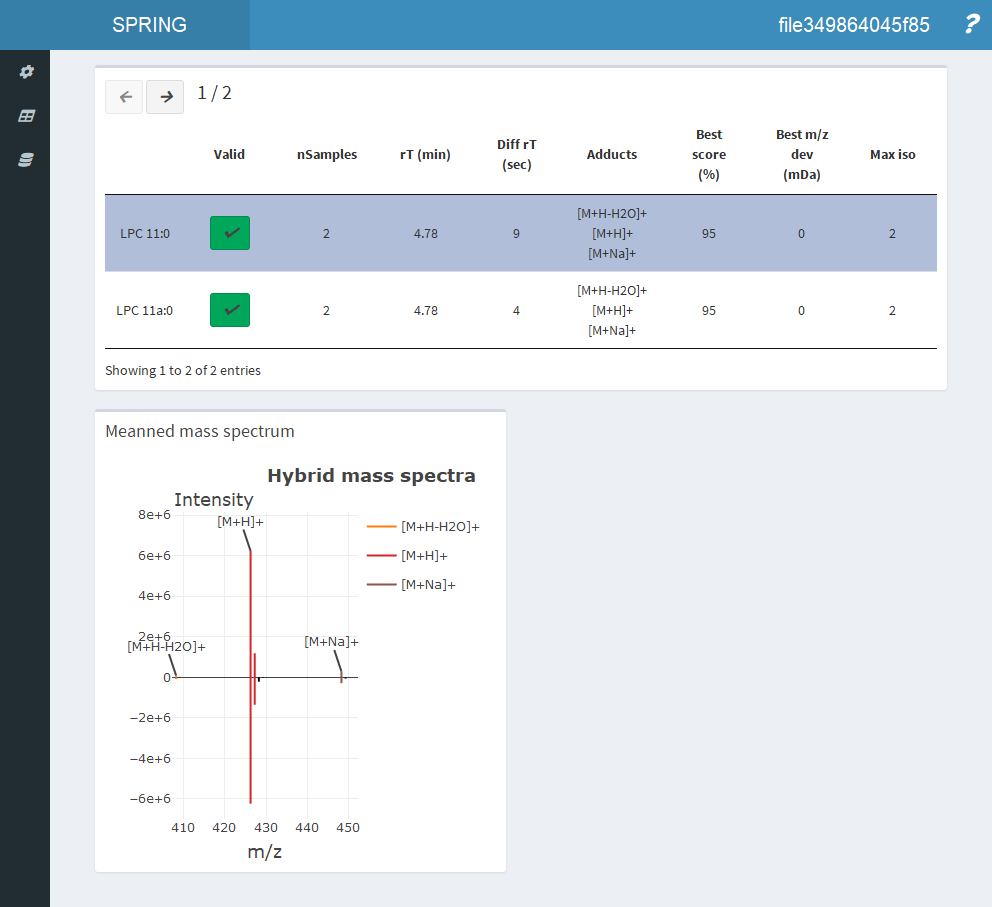 SPRING
file349864045f85
?
1 / 2
Valid nSamples rT (min) Diff rT (sec) Adducts Best score (%) Best m/z dev (mDa) Max iso
LPC 11:0 2 4.78 9 [M+H-H2O]+ [M+H]+ [M+Na]+ 95 0 2
LPC 11a:0 2 4.78 4 [M+H-H2O]+ [M+H]+ [M+Na]+ 95 0 2
Showing 1 to 2 of 2 entries
Meanned mass spectrum
Hybrid mass spectra
Intensity
8e+6
[M+H]+
[M+H-H2O]+
6e+6
[M+H]+
4e+6
[M+Na]+
2e+6
[M+H-H2O]+
[M+Na]+
0
−2e+6
−4e+6
−6e+6
410 420 430 440 450
m/z